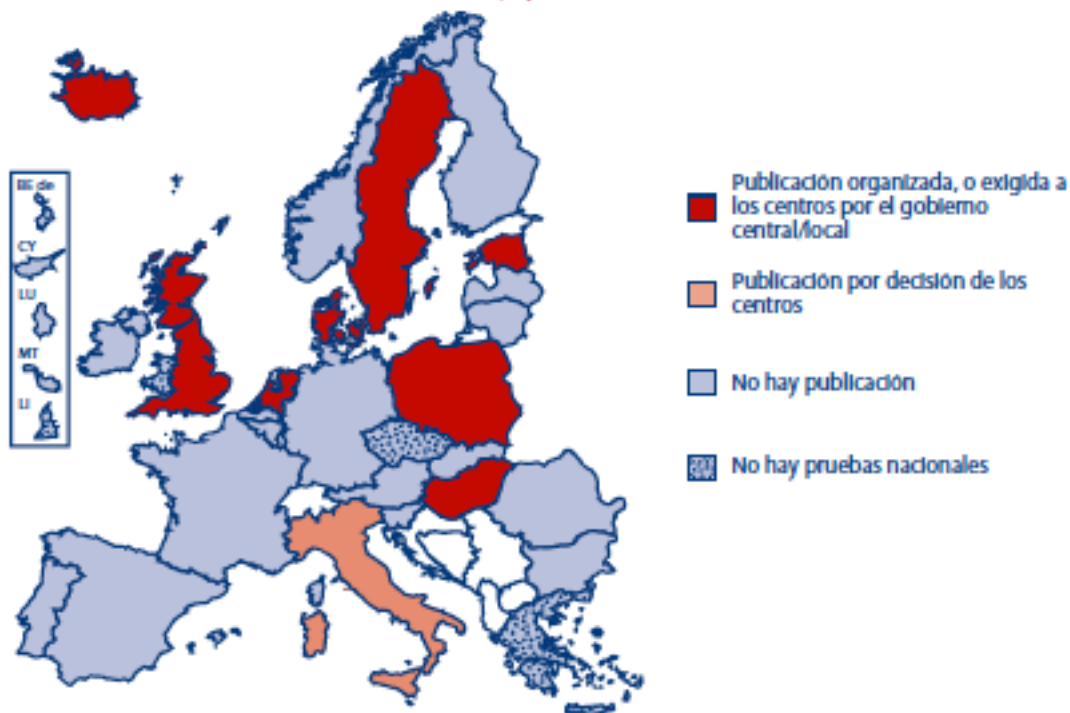 BE de
CY
LU
MT
LI
Publicación organizada, o exigida a
los centros por el gobierno
central/local
Publicación por decisión de los
centros
No hay publicación
No hay pruebas nacionales